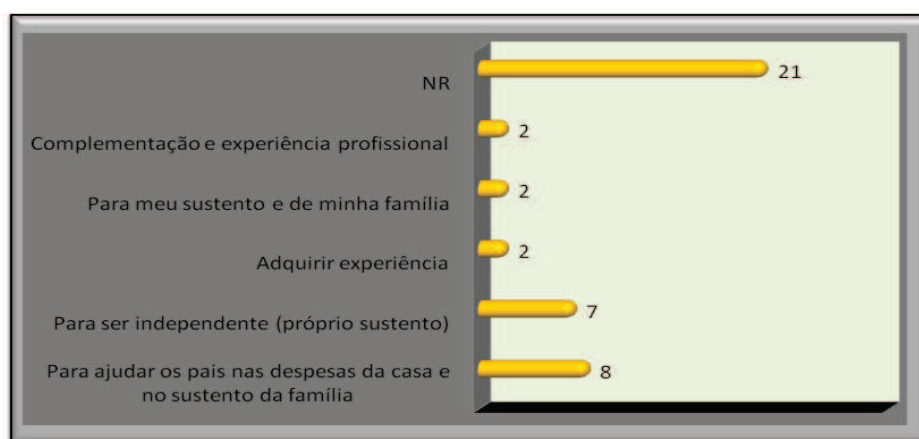 NR
21
Complementação e experiência profissional
2
Para meu sustento e de minha família
2
Adquirir experiência
2
Para ser independente (próprio sustento)
7
Para ajudar os pais nas despesas da casa e
no sustento da família
8